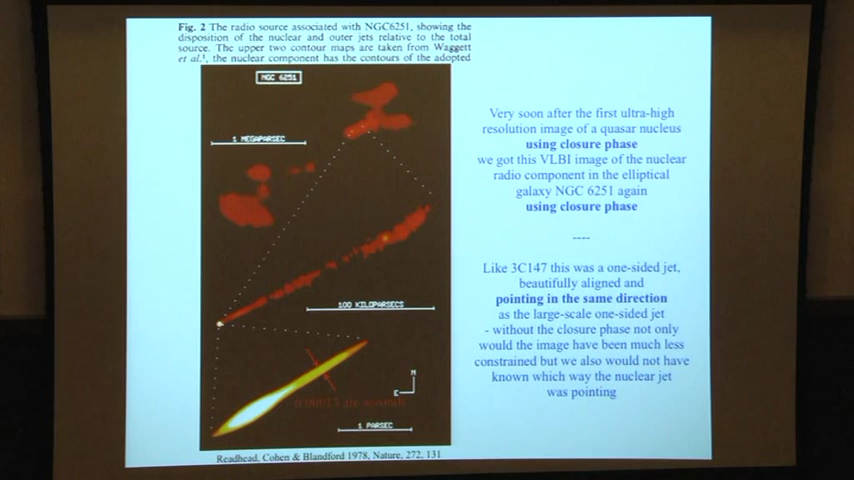 Fig. 2 The radio source associated with NGC6251, showing the
disposition of the nuclear and outer jets relative to the total
source. The upper two contour maps are taken from Waggett
et al.¹, the nuclear component has the contours of the adopted
NGC 6251
1 MEGAPARSEC
100 KILOPARSECS
N
E
1 PARSEC
Readhead, Cohen & Blandford 1978, Nature, 272, 131
Very soon after the first ultra-high
resolution image of a quasar nucleus
using closure phase
we got this VLBI image of the nuclear
radio component in the elliptical
galaxy NGC 6251 again
using closure phase
----
Like 3C147 this was a one-sided jet,
beautifully aligned and
pointing in the same direction
as the large-scale one-sided jet
- without the closure phase not only
would the image have been much less
constrained but we also would not have
known which way the nuclear jet
was pointing